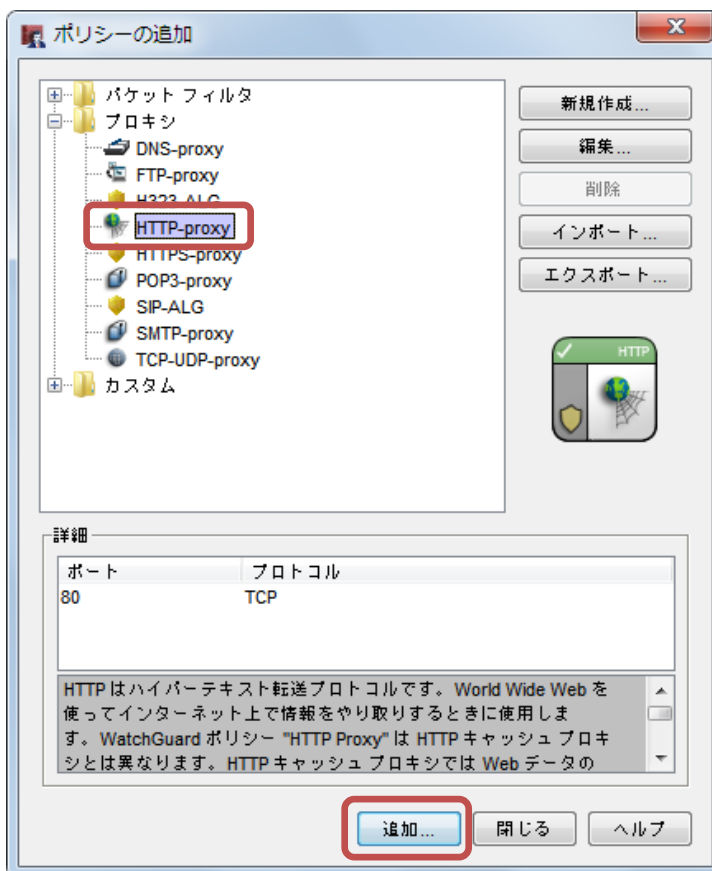 ポリシーの追加
パケット フィルタ
プロキシ
DNS-proxy
FTP-proxy
H323-ALG
HTTP-proxy
HTTPS-proxy
POP3-proxy
SIP-ALG
SMTP-proxy
TCP-UDP-proxy
カスタム
新規作成...
編集...
削除
インポート...
エクスポート...
HTTP
詳細
ポート プロトコル
80 TCP
HTTP はハイパーテキスト転送プロトコルです。World Wide Web を
使ってインターネット上で情報をやり取りするときに使用しま
す。WatchGuard ポリシー "HTTP Proxy" は HTTP キャッシュ プロキ
シとは異なります。HTTP キャッシュ プロキシでは Web データの
追加...
閉じる
ヘルプ